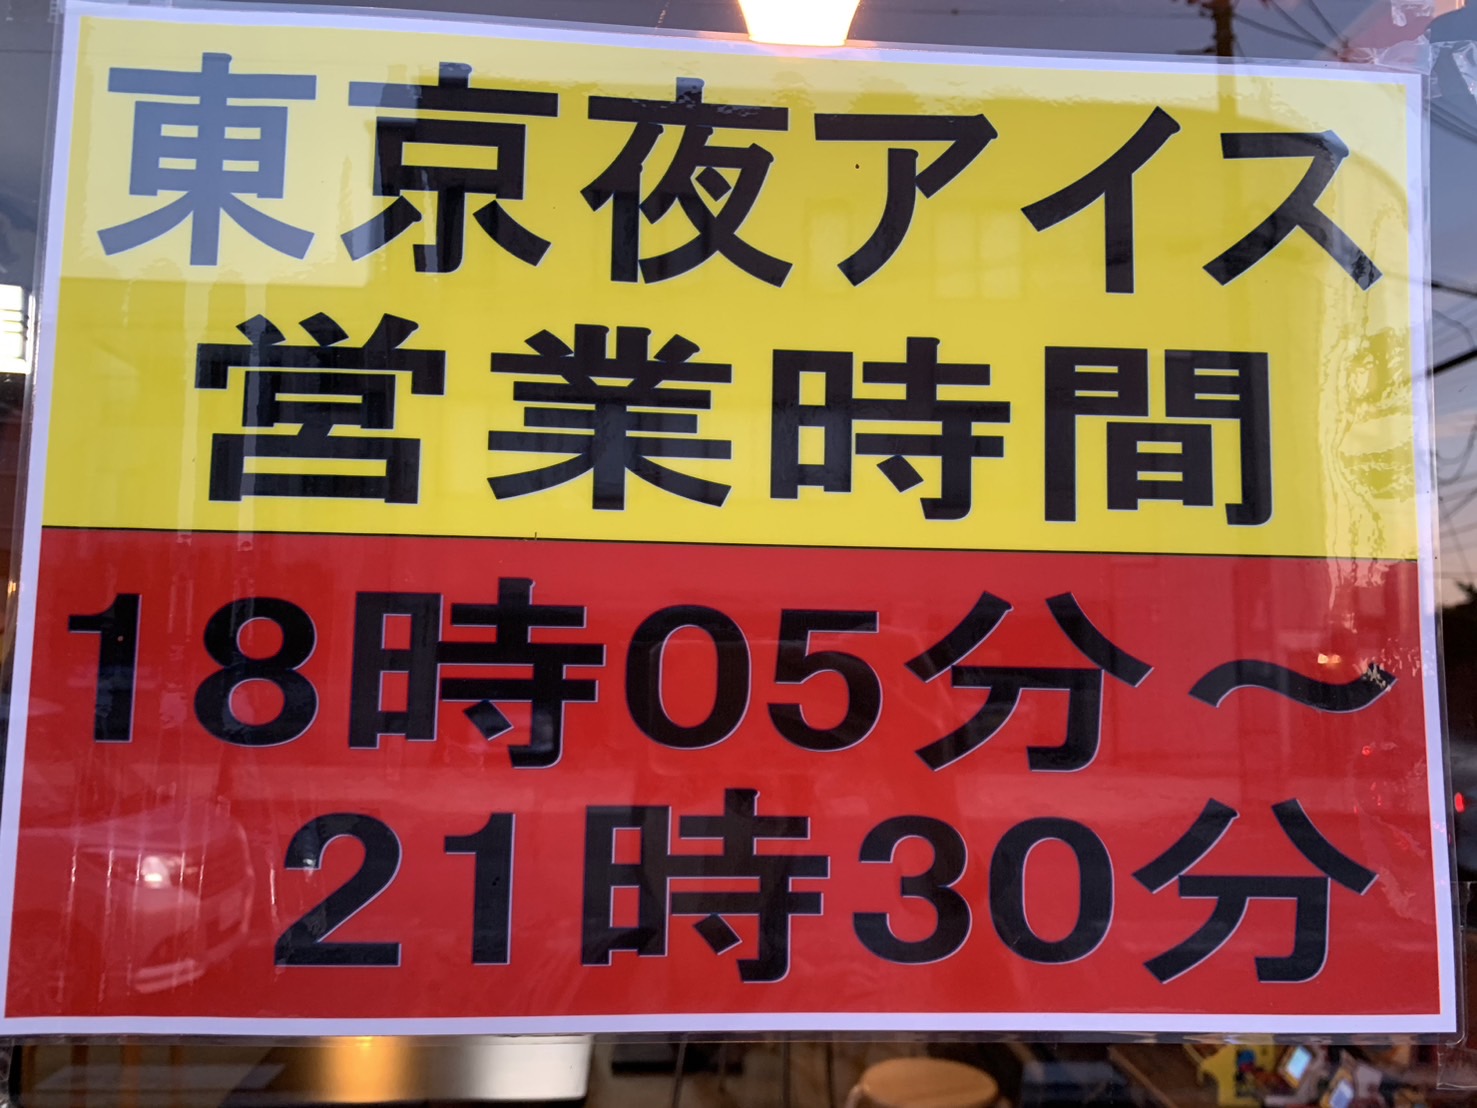 東京夜アイス
営業時間
18時05分～
21時30分